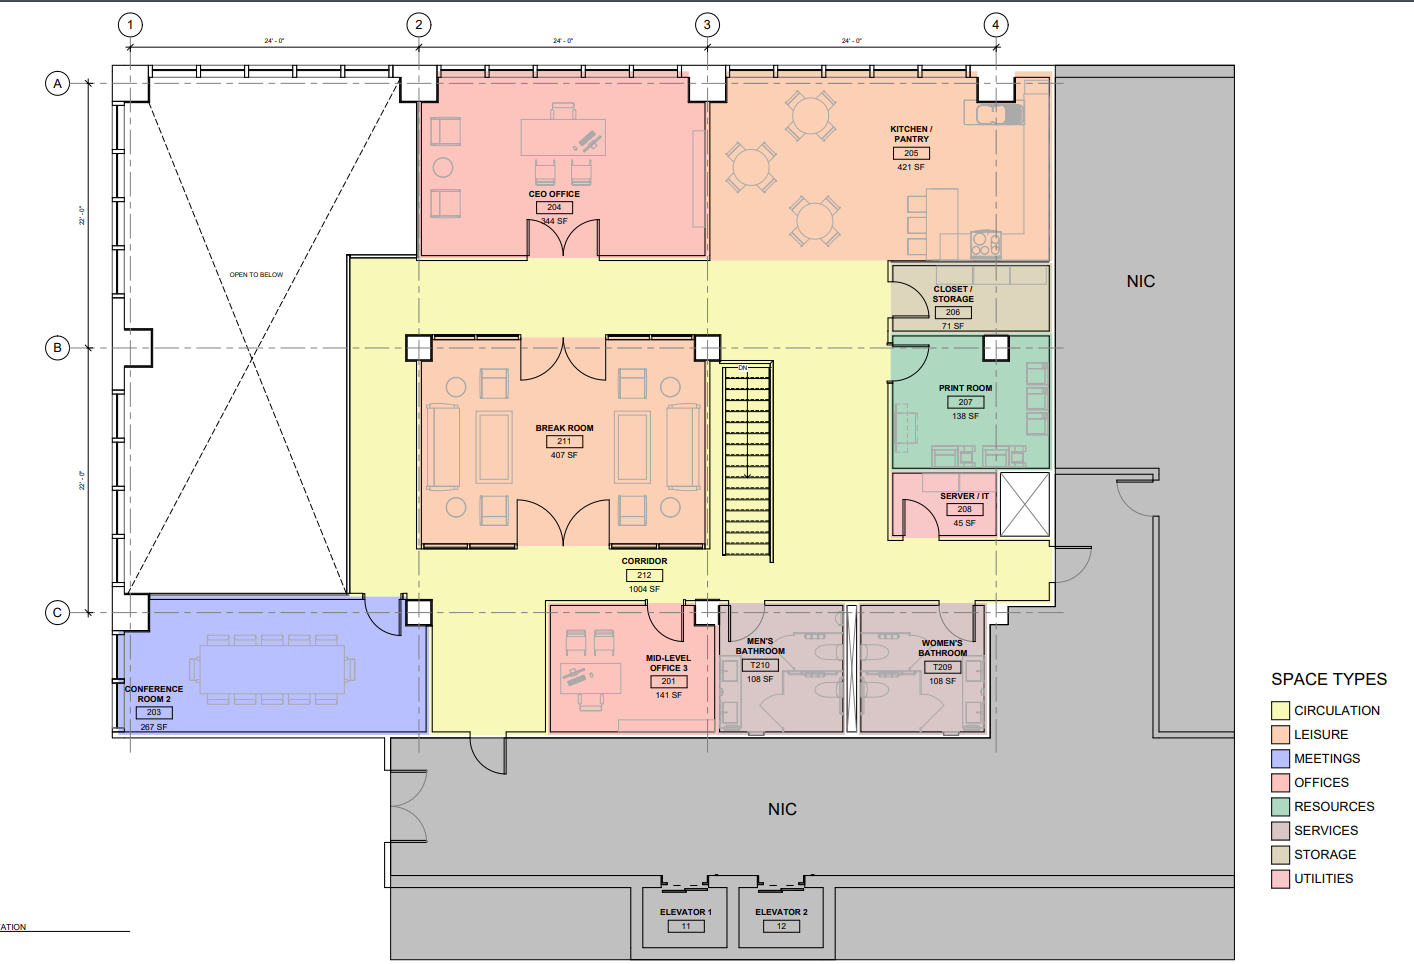 1
2
3
4
24' - 0"
24' - 0"
24' - 0"
A
B
C
22' - 0"
22' - 0"
OPEN TO BELOW
CEO OFFICE
204
344 SF
KITCHEN /
PANTRY
205
421 SF
NIC
CLOSET /
STORAGE
206
71 SF
PRINT ROOM
207
138 SF
DN
BREAK ROOM
211
407 SF
SERVER / IT
208
45 SF
CORRIDOR
212
1004 SF
CONFERENCE
ROOM 2
203
267 SF
MID-LEVEL
OFFICE 3
201
141 SF
MEN'S
BATHROOM
T210
108 SF
WOMEN'S
BATHROOM
T209
108 SF
NIC
ELEVATOR 1
11
ELEVATOR 2
12
SPACE TYPES
CIRCULATION
LEISURE
MEETINGS
OFFICES
RESOURCES
SERVICES
STORAGE
UTILITIES
ATION